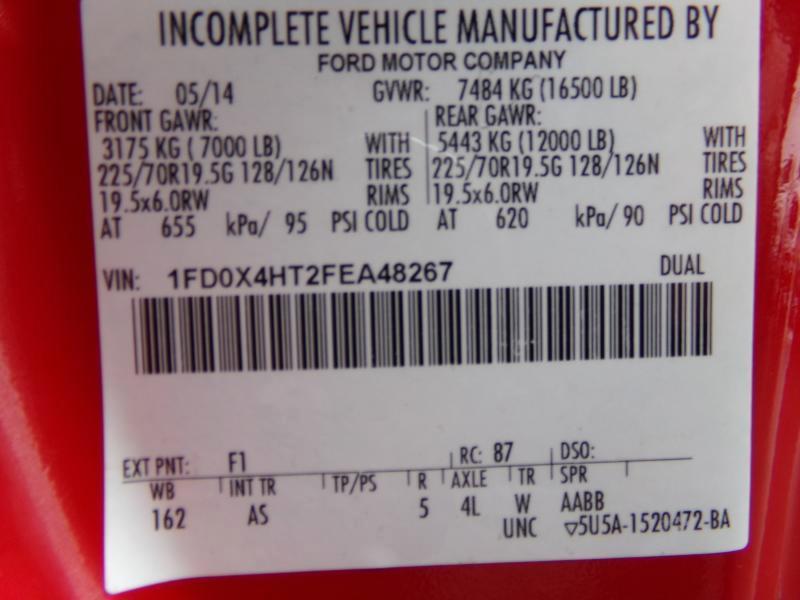 INCOMPLETE VEHICLE MANUFACTURED BY
FORD MOTOR COMPANY
DATE: 05/14 GVWR: 7484 KG (16500 LB)
FRONT GAWR: REAR GAWR:
3175 KG ( 7000 LB) WITH 5443 KG (12000 LB) WITH
225/70R19.5G 128/126N TIRES 225/70R19.5G 128/126N TIRES
19.5x6.0RW RIMS 19.5x6.0RW RIMS
AT 655 kPa/ 95 PSI COLD AT 620 kPa/ 90 PSI COLD
VIN: 1FD0X4HT2FEA48267 DUAL
EXT PNT: F1 RC: 87 DSO:
WB INT TR TP/PS R AXLE TR SPR
162 AS 5 4L W AABB
UNC ▽5U5A-1520472-BA